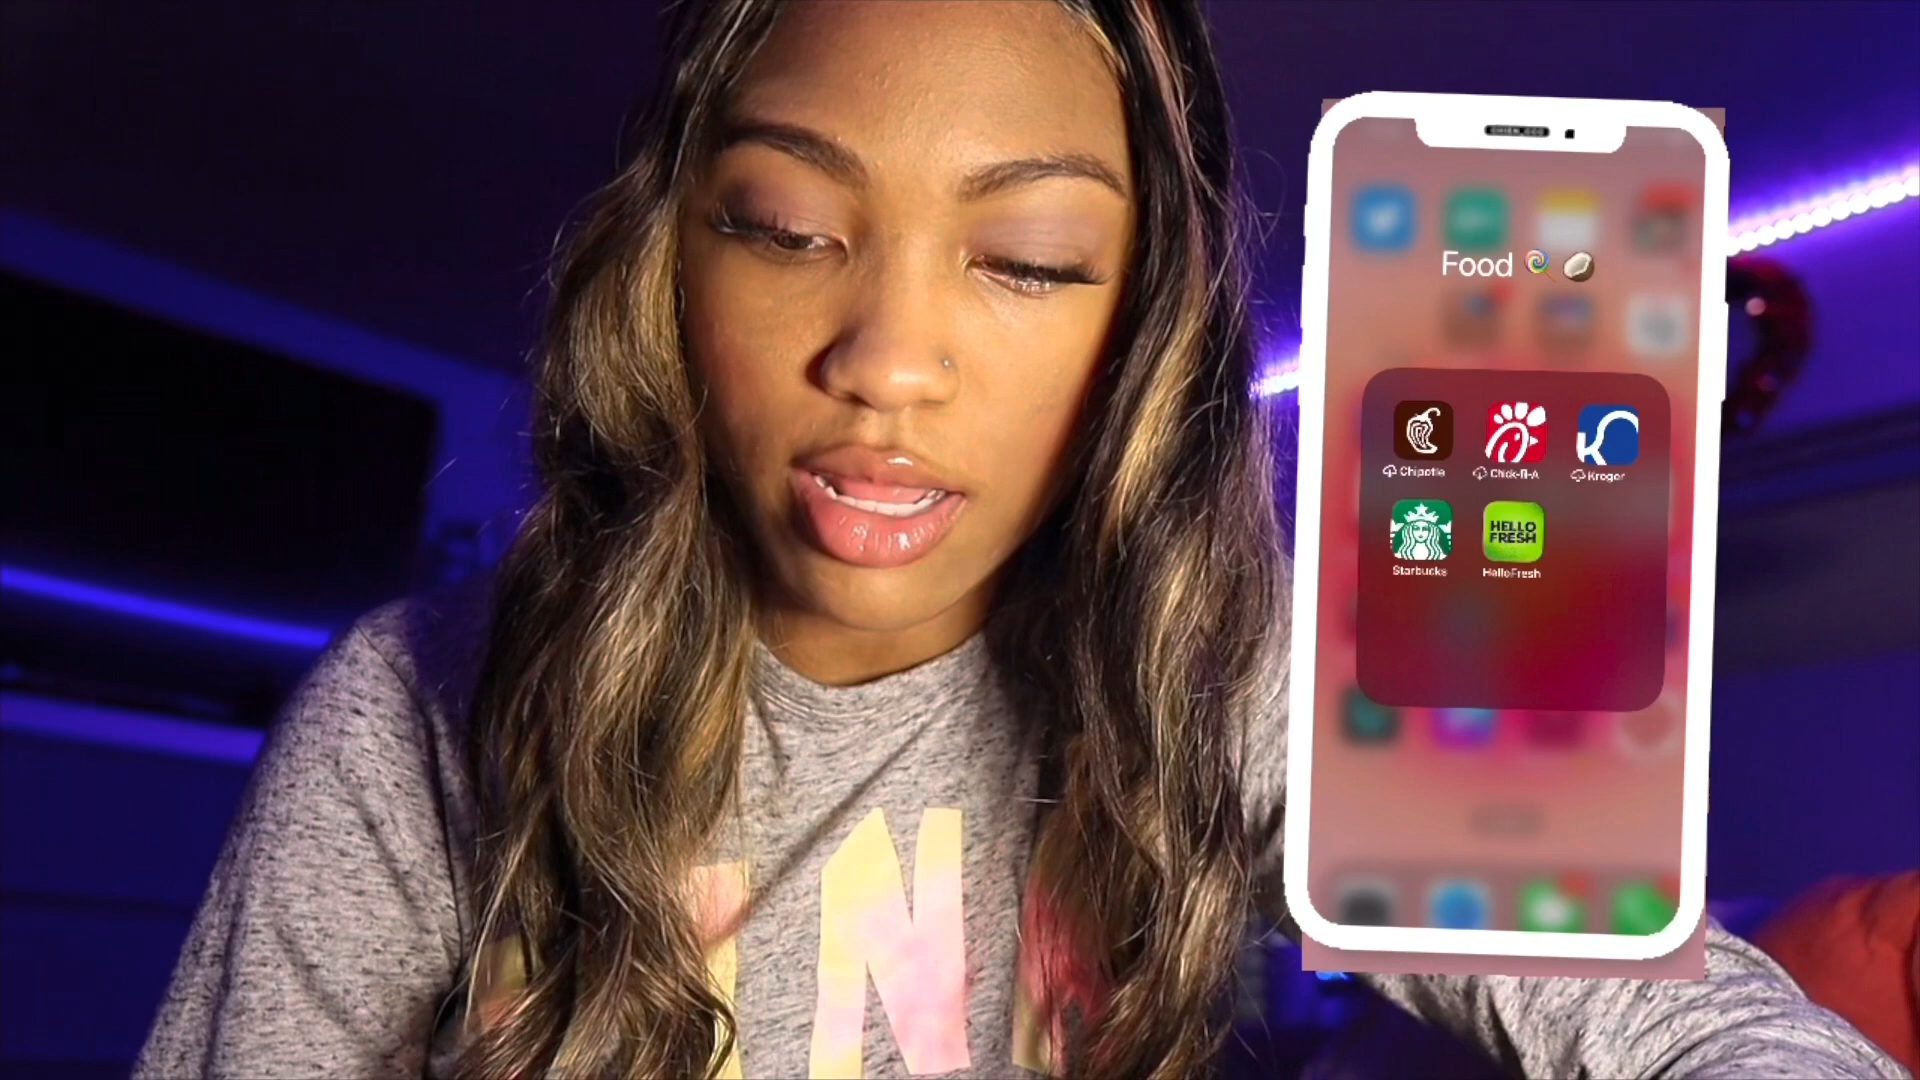 Food
Chipotle
Chick-fil-A
Kroger
HELLO
FRESH
Starbucks
HelloFresh